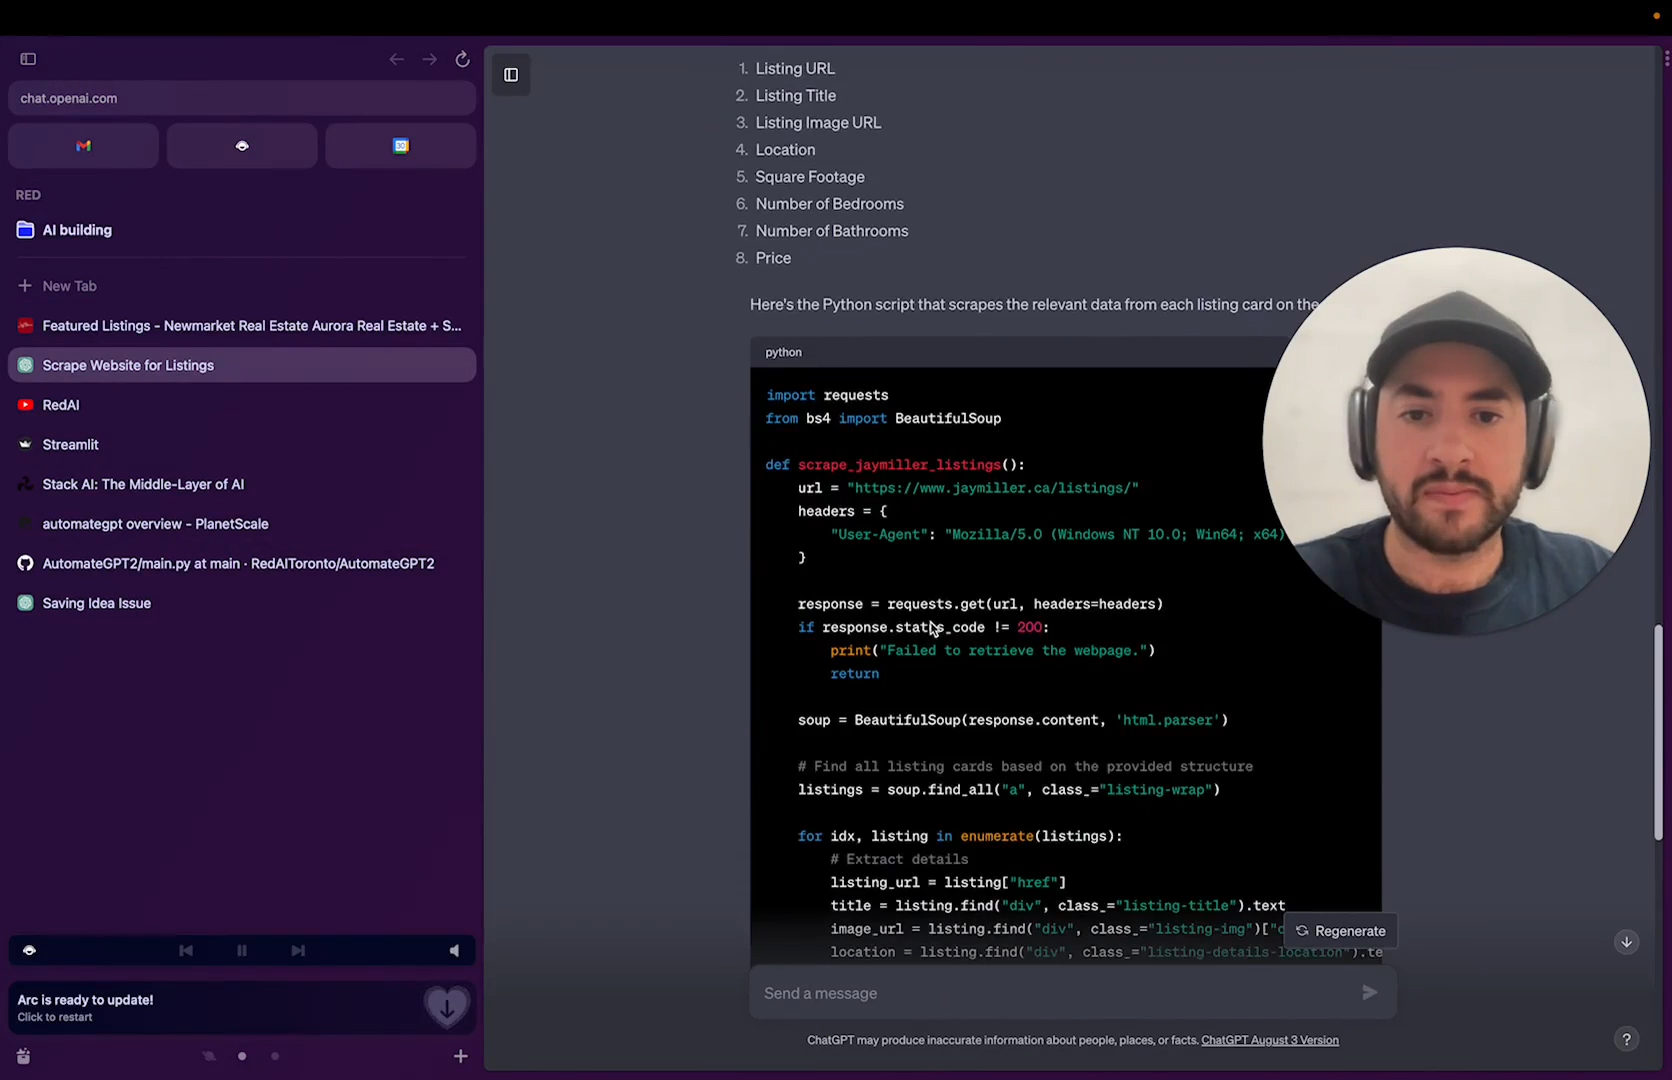 chat.openai.com
30
RED
AI building
New Tab
Featured Listings - Newmarket Real Estate Aurora Real Estate + S...
Scrape Website for Listings
RedAI
Streamlit
Stack AI: The Middle-Layer of AI
automategpt overview - PlanetScale
AutomateGPT2/main.py at main · RedAIToronto/AutomateGPT2
Saving Idea Issue
Arc is ready to update!
Click to restart
1. Listing URL
2. Listing Title
3. Listing Image URL
4. Location
5. Square Footage
6. Number of Bedrooms
7. Number of Bathrooms
8. Price
Here's the Python script that scrapes the relevant data from each listing card on the
python
import requests
from bs4 import BeautifulSoup
def scrape_jaymiller_listings():
url = "https://www.jaymiller.ca/listings/"
headers = {
"User-Agent": "Mozilla/5.0 (Windows NT 10.0; Win64; x64)
}
response = requests.get(url, headers=headers)
if response.status_code != 200:
print("Failed to retrieve the webpage.")
return
soup = BeautifulSoup(response.content, 'html.parser')
# Find all listing cards based on the provided structure
listings = soup.find_all("a", class_="listing-wrap")
for idx, listing in enumerate(listings):
# Extract details
listing_url = listing["href"]
title = listing.find("div", class_="listing-title").text
image_url = listing.find("div", class_="listing-img")["d
location = listing.find("div", class_="listing-details-location").te
Regenerate
Send a message
ChatGPT may produce inaccurate information about people, places, or facts. ChatGPT August 3 Version
?